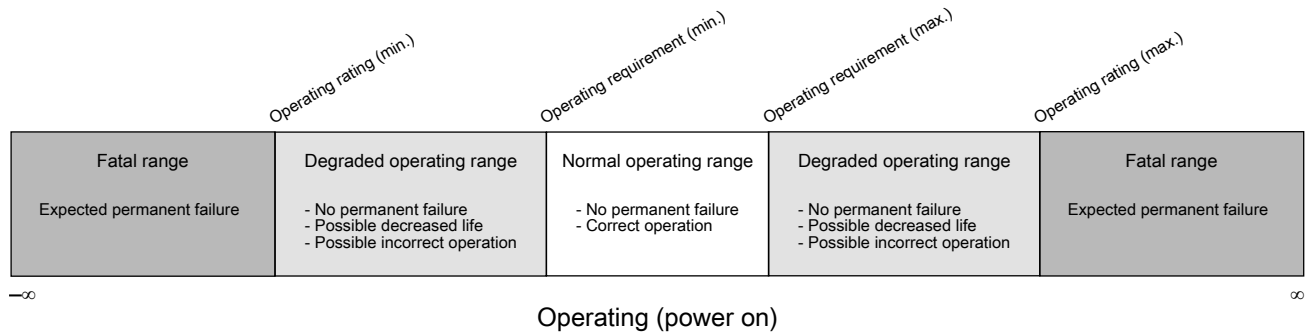 Operating rating (min.)
Operating requirement (min.)
Operating requirement (max.)
Operating rating (max.)
Fatal range
Expected permanent failure
Degraded operating range
- No permanent failure
- Possible decreased life
- Possible incorrect operation
Normal operating range
- No permanent failure
- Correct operation
Degraded operating range
- No permanent failure
- Possible decreased life
- Possible incorrect operation
Fatal range
Expected permanent failure
–∞
∞
Operating (power on)